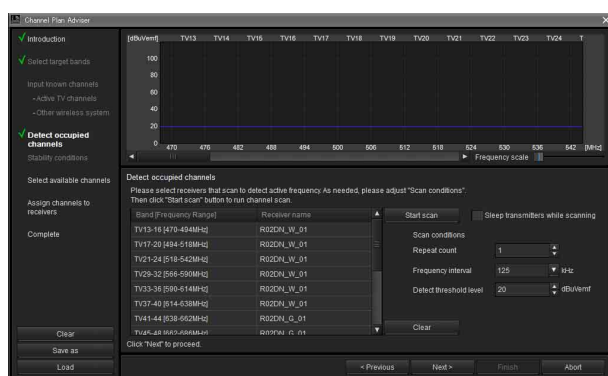 Channel Plan Adviser
Introduction
Select target bands
Input known channels
-Active TV channels
-Other wireless system
Detect occupied channels
Stability conditions
Select available channels
Assign channels to receivers
Complete
Clear
Save as
Load
[dBuVemf] TV13 TV14 TV15 TV16 TV17 TV18 TV19 TV20 TV21 TV22 TV23 TV24 T
100
80
60
40
20
0
470 476 482 488 494 500 506 512 518 524 530 536 542 [MHz]
Frequency scale
Detect occupied channels
Please select receivers that scan to detect active frequency. As needed, please adjust "Scan conditions".
Then click "Start scan" button to run channel scan.
Band [Frequency Range] Receiver name
TV13-16 [470-494MHz] R02DN_W_01
TV17-20 [494-518MHz] R02DN_W_01
TV21-24 [518-542MHz] R02DN_W_01
TV29-32 [566-590MHz] R02DN_W_01
TV33-36 [590-614MHz] R02DN_W_01
TV37-40 [614-638MHz] R02DN_W_01
TV41-44 [638-662MHz] R02DN_G_01
TV45-48 [662-686MHz] R02DN_G_01
Start scan
Sleep transmitters while scanning
Scan conditions
Repeat count 1
Frequency interval 125 kHz
Detect threshold level 20 dBuVemf
Clear
Click "Next" to proceed.
< Previous Next > Finish Abort